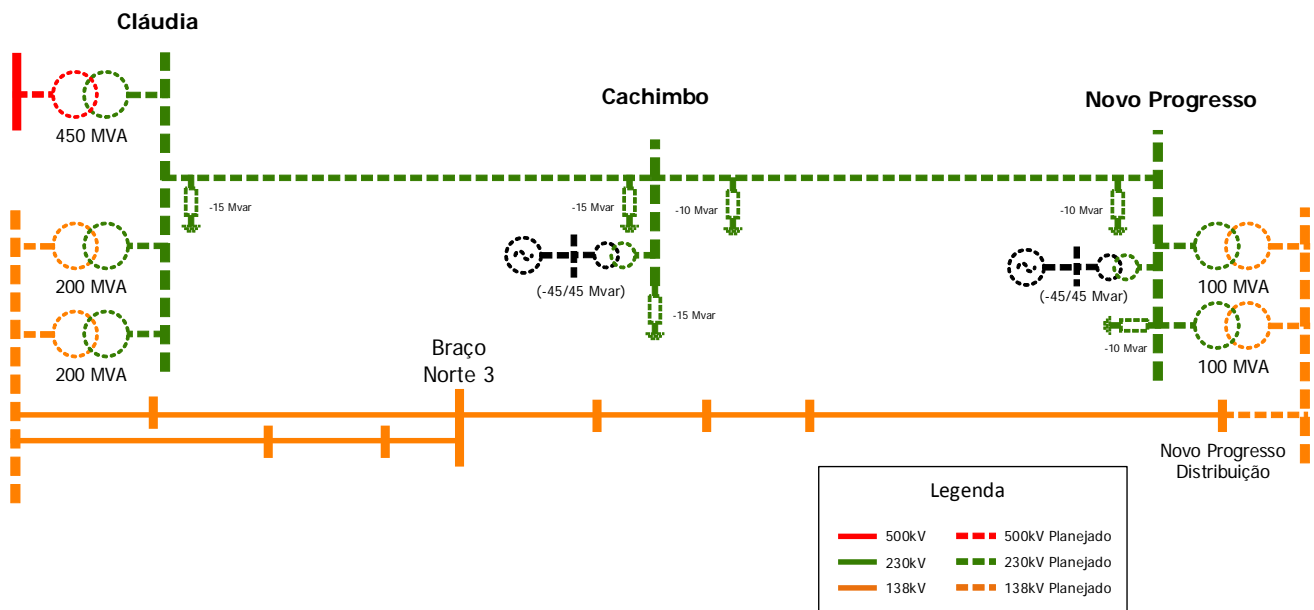 Cláudia
Cachimbo
Novo Progresso
450 MVA
-15 Mvar
-15 Mvar
-10 Mvar
-10 Mvar
200 MVA
(-45/45 Mvar)
(-45/45 Mvar)
100 MVA
-15 Mvar
-10 Mvar
200 MVA
100 MVA
Braço
Norte 3
Novo Progresso
Distribuição
Legenda
500kV
500kV Planejado
230kV
230kV Planejado
138kV
138kV Planejado